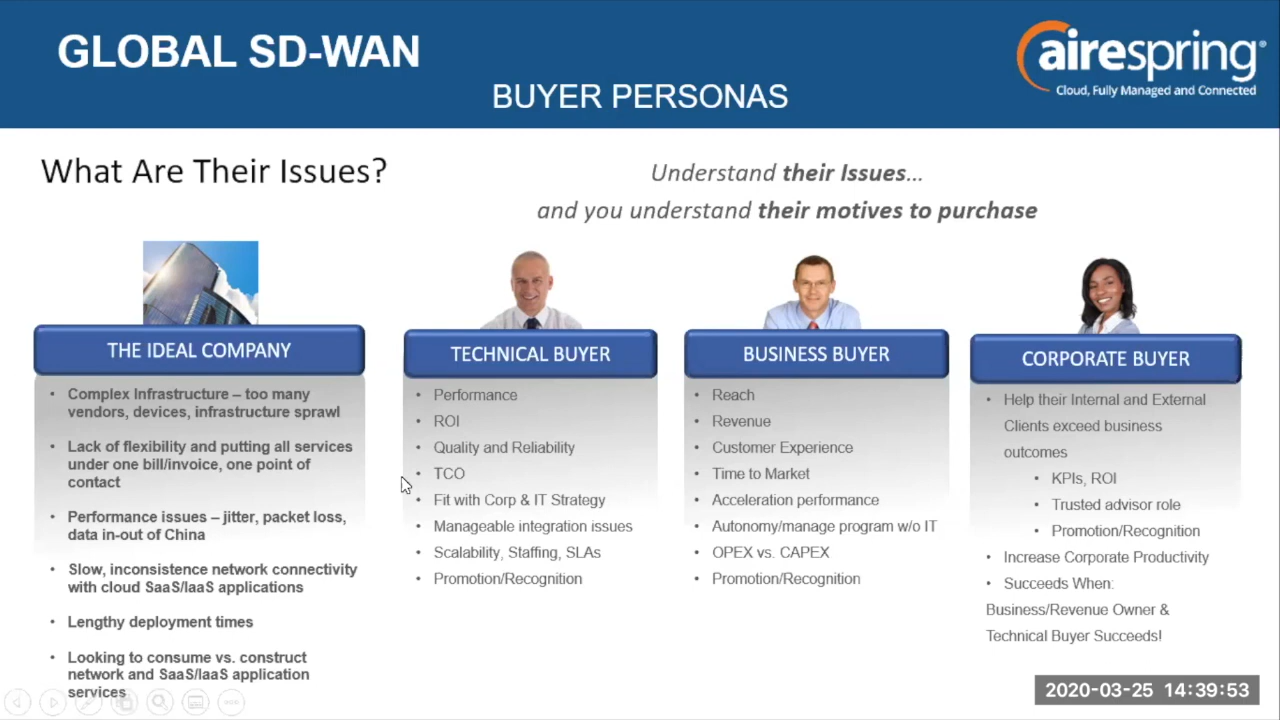 GLOBAL SD-WAN
BUYER PERSONAS
airespring®
Cloud, Fully Managed and Connected
What Are Their Issues?
Understand their Issues...
and you understand their motives to purchase
THE IDEAL COMPANY
• Complex Infrastructure – too many
vendors, devices, infrastructure sprawl
• Lack of flexibility and putting all services
under one bill/invoice, one point of
contact
• Performance issues – jitter, packet loss,
data in-out of China
• Slow, inconsistence network connectivity
with cloud SaaS/IaaS applications
• Lengthy deployment times
• Looking to consume vs. construct
network and SaaS/IaaS application
services
TECHNICAL BUYER
• Performance
• ROI
• Quality and Reliability
• TCO
• Fit with Corp & IT Strategy
• Manageable integration issues
• Scalability, Staffing, SLAs
• Promotion/Recognition
BUSINESS BUYER
• Reach
• Revenue
• Customer Experience
• Time to Market
• Acceleration performance
• Autonomy/manage program w/o IT
• OPEX vs. CAPEX
• Promotion/Recognition
CORPORATE BUYER
• Help their Internal and External
Clients exceed business
outcomes
• KPIs, ROI
• Trusted advisor role
• Promotion/Recognition
• Increase Corporate Productivity
• Succeeds When:
Business/Revenue Owner &
Technical Buyer Succeeds!
2020-03-25 14:39:53